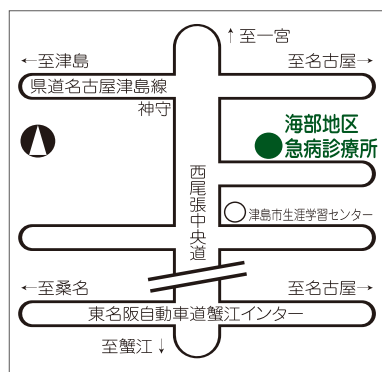 ↑至一宮
←至津島
至名古屋→
県道名古屋津島線
神守
海部地区
急病診療所
西尾張中央道
津島市生涯学習センター
←至桑名
至名古屋→
東名阪自動車道蟹江インター
至蟹江↓